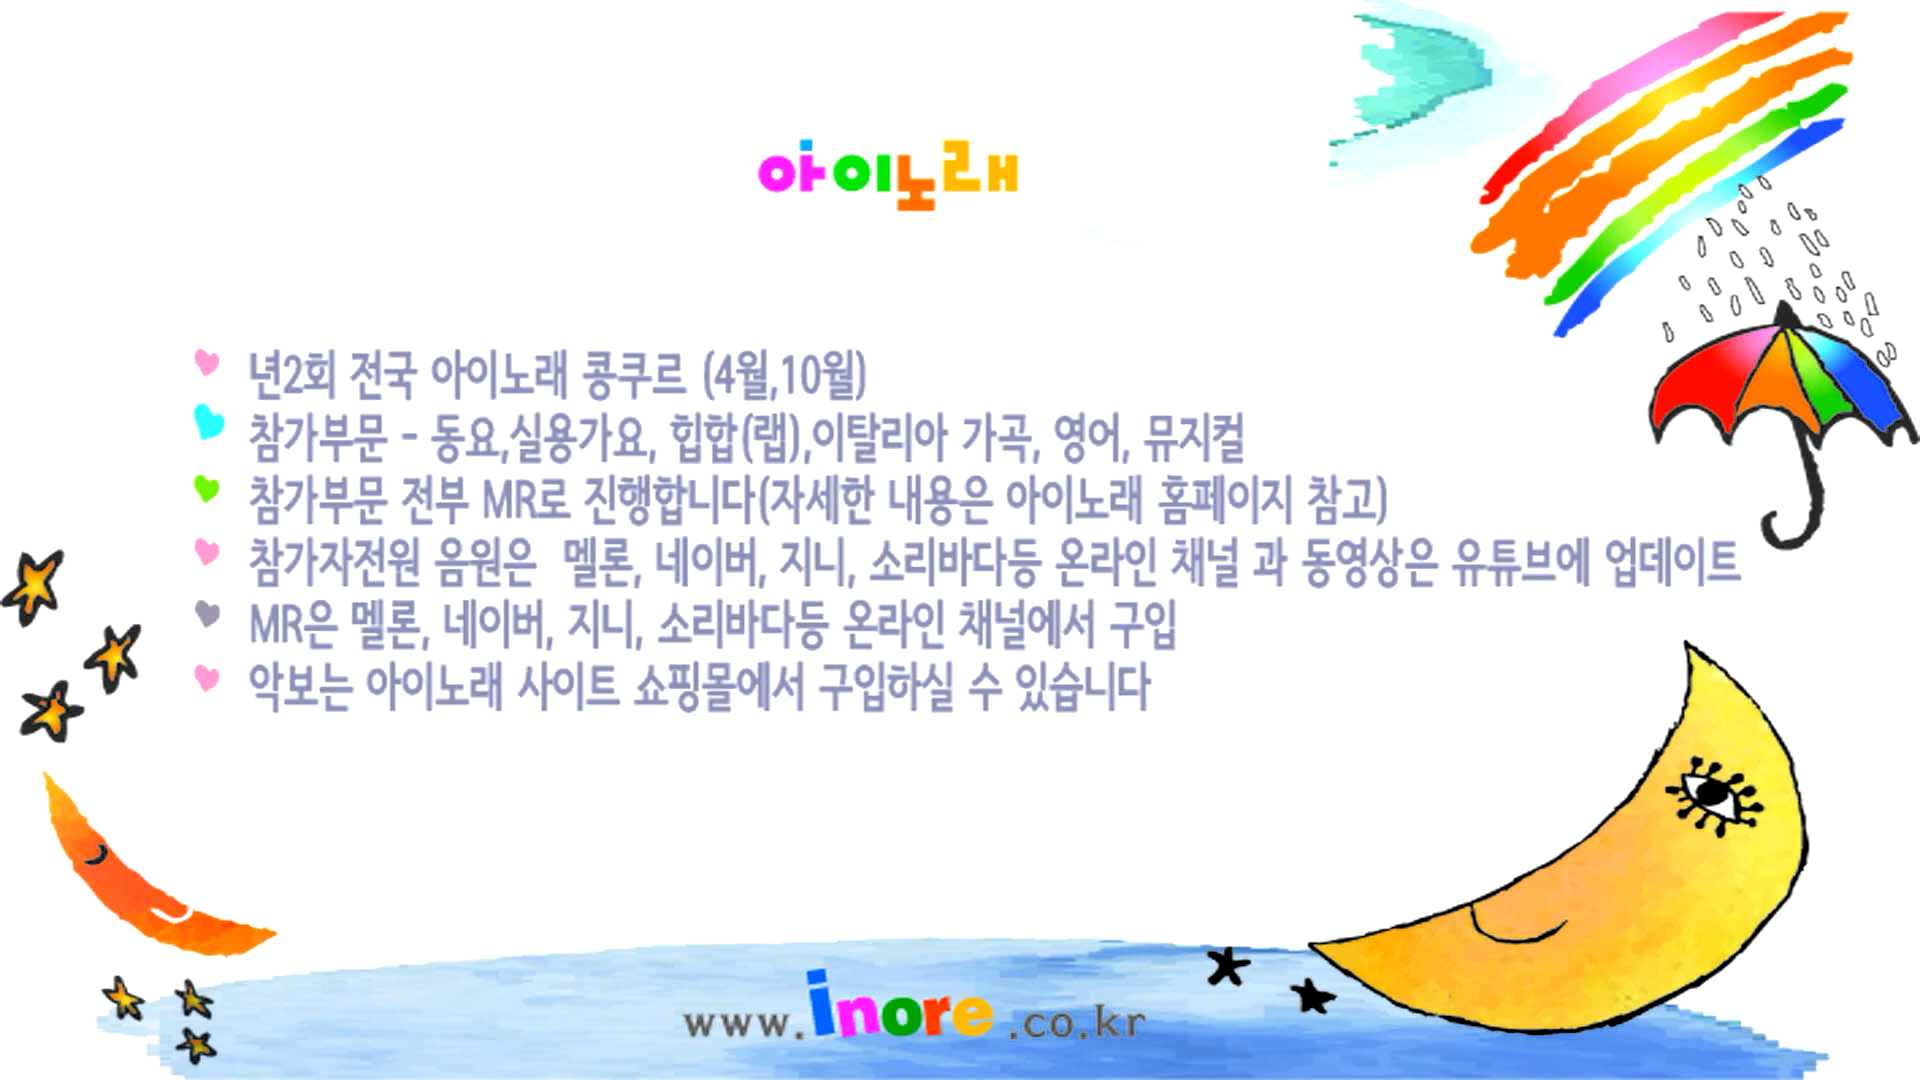 아이노래
년2회 전국 아이노래 콩쿠르 (4월,10월)
참가부문 - 동요,실용가요, 힙합(랩),이탈리아 가곡, 영어, 뮤지컬
참가부문 전부 MR로 진행합니다(자세한 내용은 아이노래 홈페이지 참고)
참가자전원 음원은 멜론, 네이버, 지니, 소리바다등 온라인 채널 과 동영상은 유튜브에 업데이트
MR은 멜론, 네이버, 지니, 소리바다등 온라인 채널에서 구입
악보는 아이노래 사이트 쇼핑몰에서 구입하실 수 있습니다
www.inore.co.kr